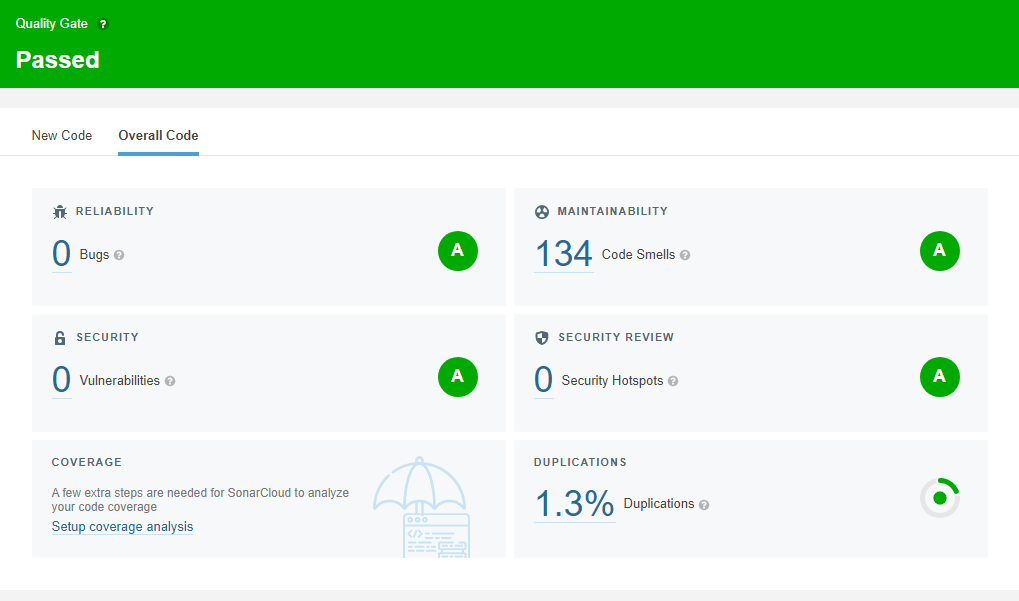 Quality Gate ?
Passed
New Code Overall Code
RELIABILITY
0 Bugs ?
A
MAINTAINABILITY
134 Code Smells ?
A
SECURITY
0 Vulnerabilities ?
A
SECURITY REVIEW
0 Security Hotspots ?
A
COVERAGE
A few extra steps are needed for SonarCloud to analyze
your code coverage
Setup coverage analysis
</>
DUPLICATIONS
1.3% Duplications ?